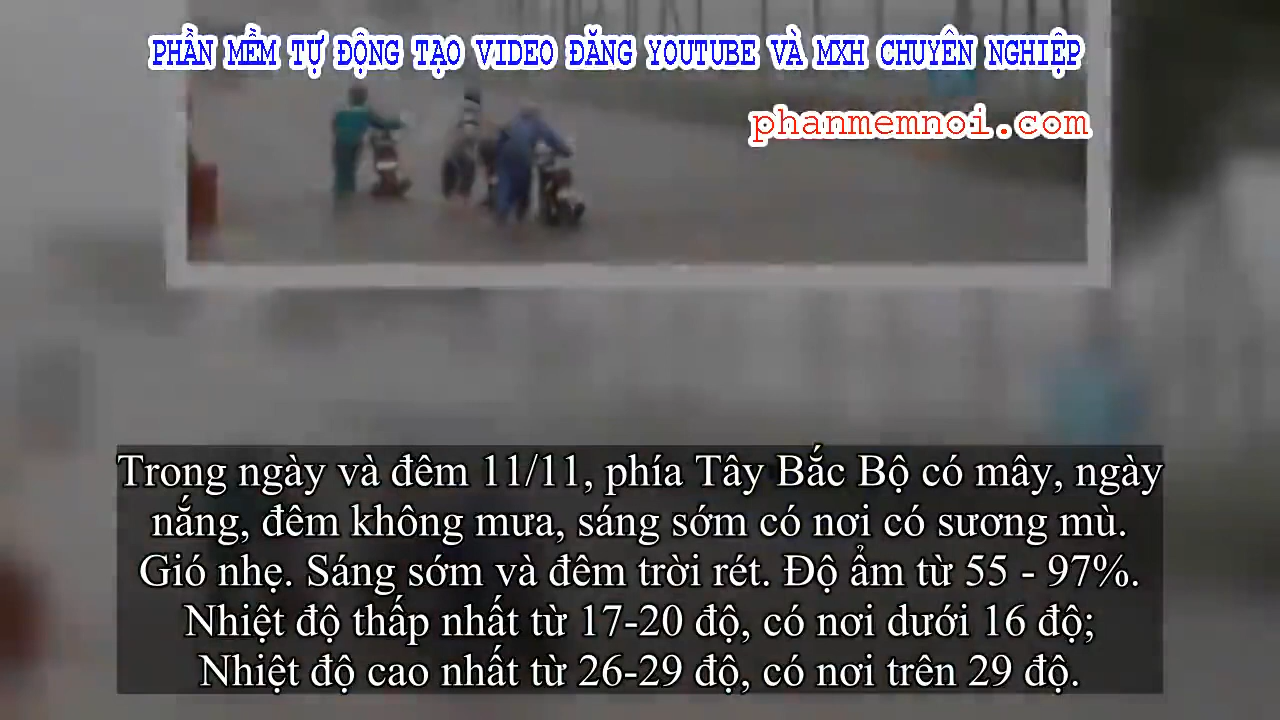 PHẦN MỀM TỰ ĐỘNG TẠO VIDEO ĐĂNG YOUTUBE VÀ MXH CHUYÊN NGHIỆP
phanmemnoi.com
Trong ngày và đêm 11/11, phía Tây Bắc Bộ có mây, ngày
nắng, đêm không mưa, sáng sớm có nơi có sương mù.
Gió nhẹ. Sáng sớm và đêm trời rét. Độ ẩm từ 55 - 97%.
Nhiệt độ thấp nhất từ 17-20 độ, có nơi dưới 16 độ;
Nhiệt độ cao nhất từ 26-29 độ, có nơi trên 29 độ.